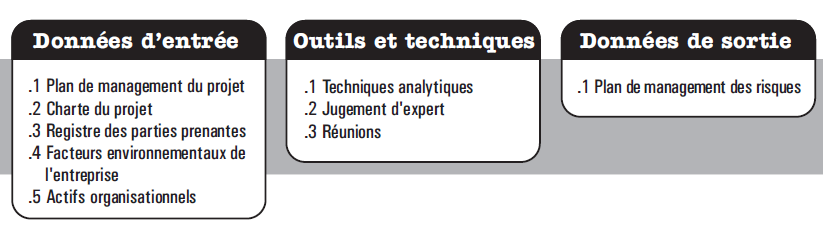 Données d'entrée
.1 Plan de management du projet
.2 Charte du projet
.3 Registre des parties prenantes
.4 Facteurs environnementaux de
l'entreprise
.5 Actifs organisationnels
Outils et techniques
.1 Techniques analytiques
.2 Jugement d'expert
.3 Réunions
Données de sortie
.1 Plan de management des risques